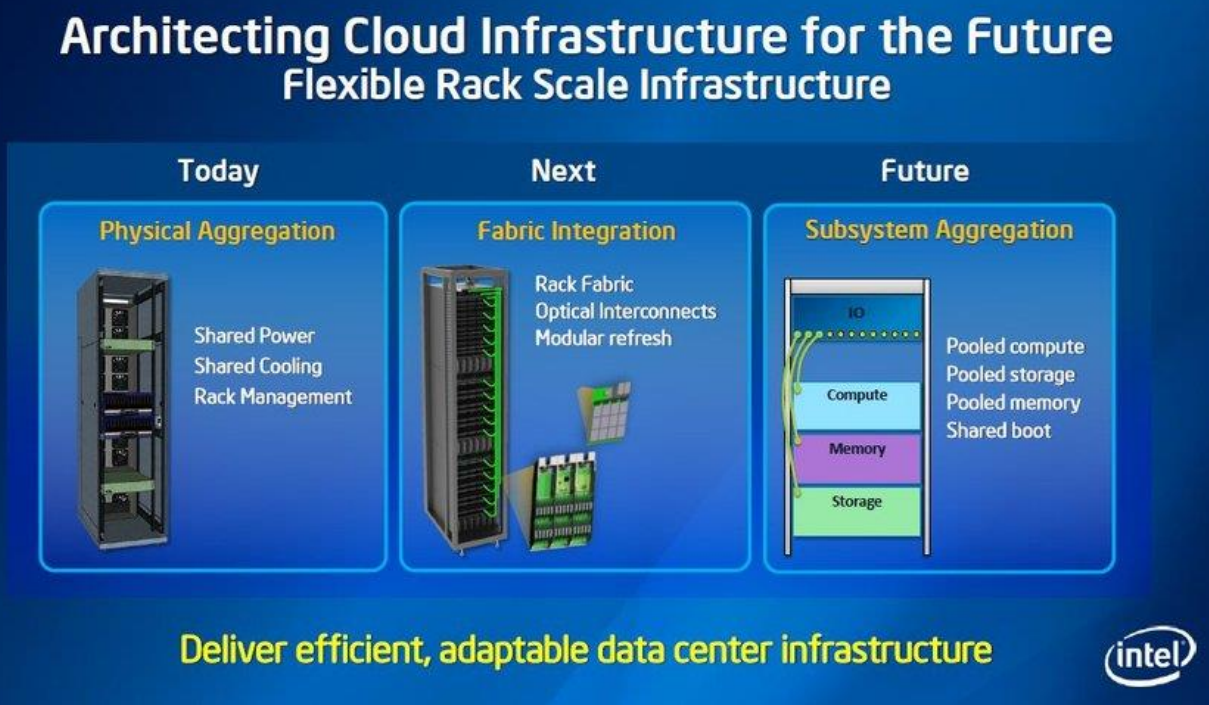 Architecting Cloud Infrastructure for the Future
Flexible Rack Scale Infrastructure
Today
Physical Aggregation
Shared Power
Shared Cooling
Rack Management
Next
Fabric Integration
Rack Fabric
Optical Interconnects
Modular refresh
Future
Subsystem Aggregation
IO
Compute
Memory
Storage
Pooled compute
Pooled storage
Pooled memory
Shared boot
Deliver efficient, adaptable data center infrastructure
intel